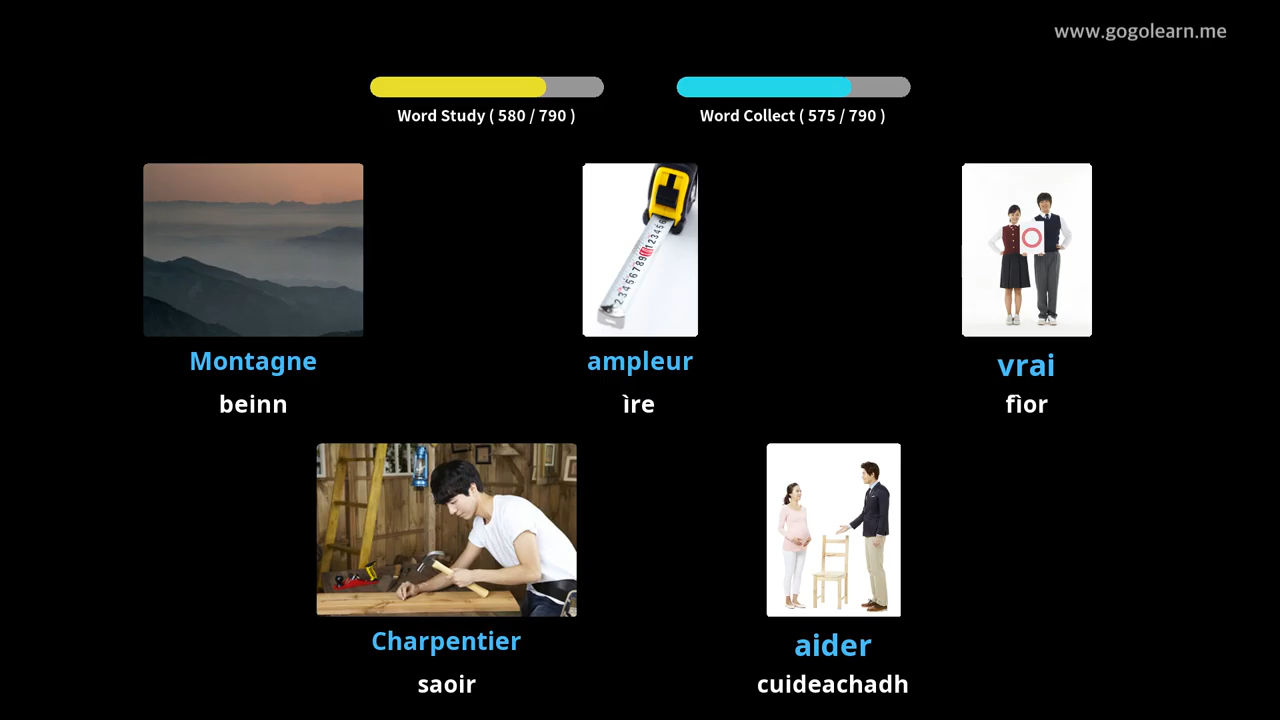 www.gogolearn.me
Word Study ( 580 / 790 )
Word Collect ( 575 / 790 )
Montagne
beinn
ampleur
ìre
vrai
fìor
Charpentier
saoir
aider
cuideachadh